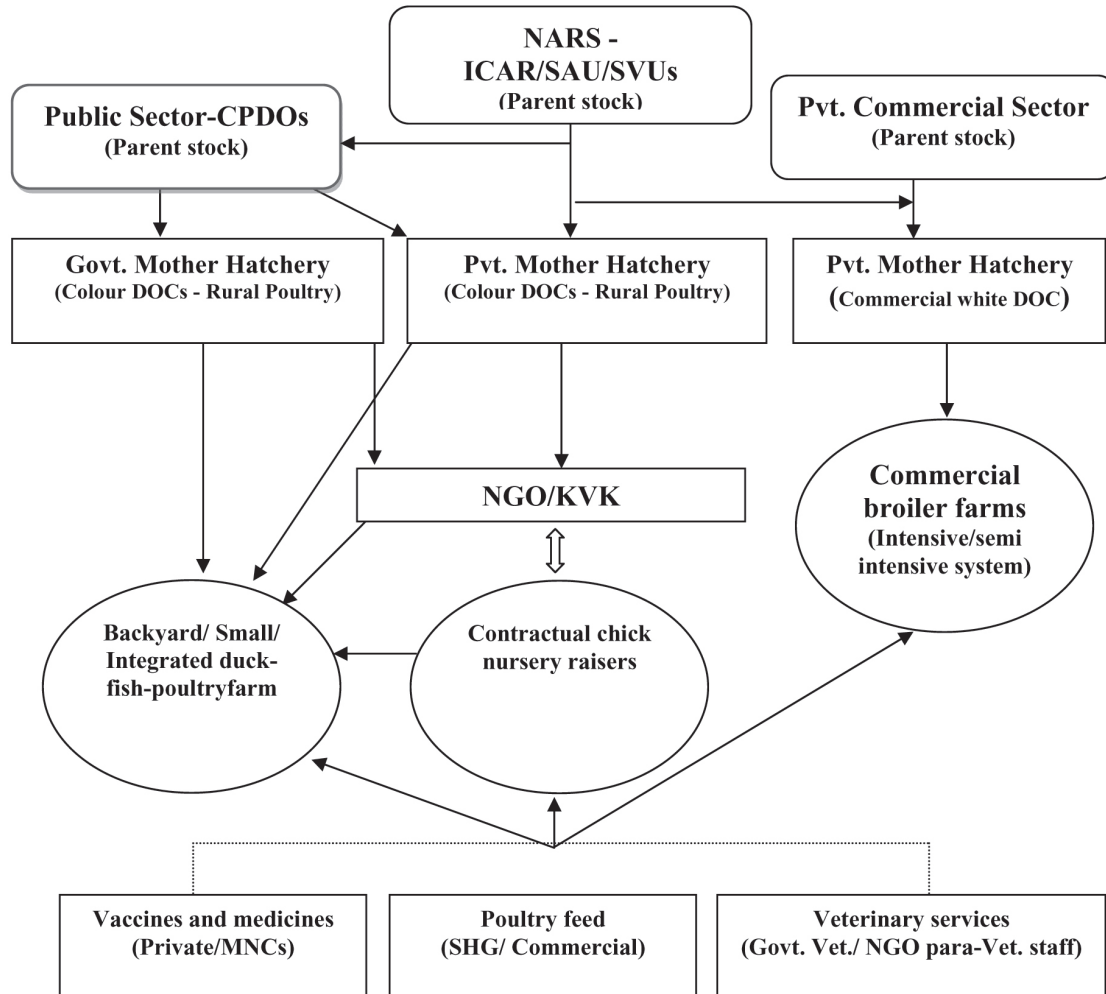 NARS -
ICAR/SAU/SVUs
(Parent stock)
Public Sector-CPDOs
(Parent stock)
Pvt. Commercial Sector
(Parent stock)
Govt. Mother Hatchery
(Colour DOCs - Rural Poultry)
Pvt. Mother Hatchery
(Colour DOCs - Rural Poultry)
Pvt. Mother Hatchery
(Commercial white DOC)
NGO/KVK
Commercial
broiler farms
(Intensive/semi
intensive system)
Backyard/ Small/
Integrated duck-
fish-poultryfarm
Contractual chick
nursery raisers
Vaccines and medicines
(Private/MNCs)
Poultry feed
(SHG/ Commercial)
Veterinary services
(Govt. Vet./ NGO para-Vet. staff)